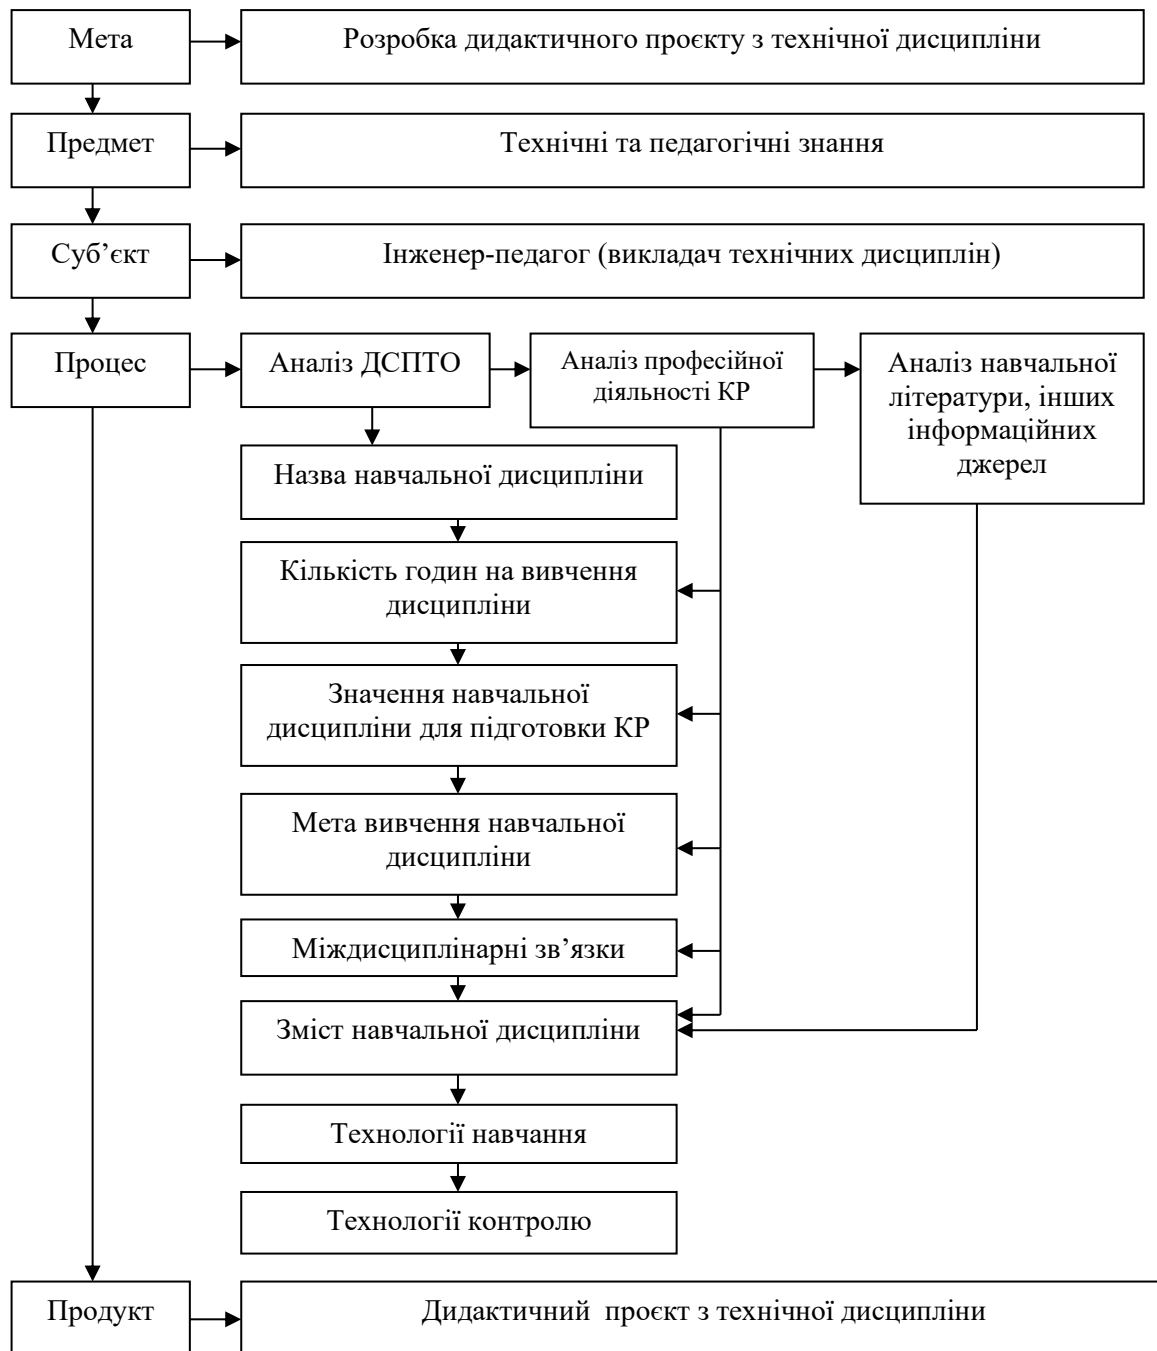 Мета
Розробка дидактичного проєкту з технічної дисципліни
Предмет
Технічні та педагогічні знання
Суб’єкт
Інженер-педагог (викладач технічних дисциплін)
Процес
Аналіз ДСПТО
Аналіз професійної
діяльності КР
Аналіз навчальної
літератури, інших
інформаційних
джерел
Назва навчальної дисципліни
Кількість годин на вивчення
дисципліни
Значення навчальної
дисципліни для підготовки КР
Мета вивчення навчальної
дисципліни
Міждисциплінарні зв’язки
Зміст навчальної дисципліни
Технології навчання
Технології контролю
Продукт
Дидактичний проєкт з технічної дисципліни